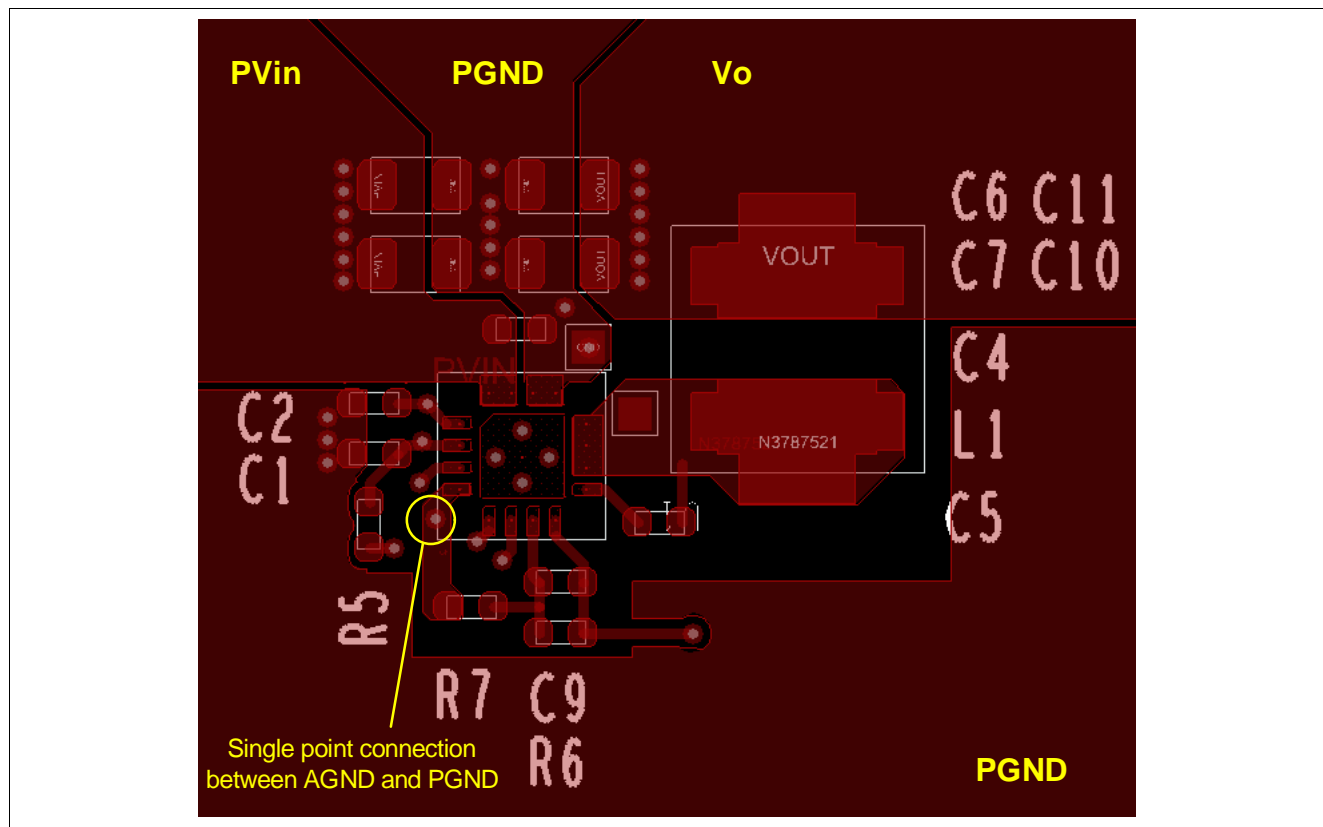 PVin PGND Vo
C6 C11
VOUT
C7 C10
C4
PVIN
C2
L1
N3787521
C1
C5
R5
R7 C9
Single point connection
between AGND and PGND
R6
PGND